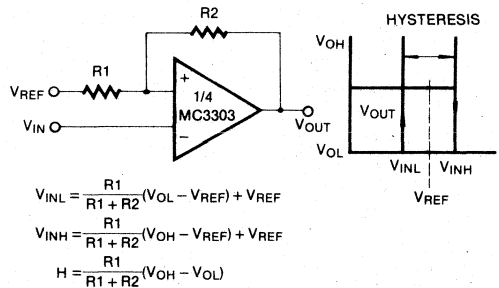 R2
R1
VREF
VIN
+
−
1/4
MC3303
VOUT
HYSTERESIS
VOH
VOUT
VOL
VINL
VINH
VREF
VINL = R1/(R1 + R2) (VOL − VREF) + VREF
VINH = R1/(R1 + R2) (VOH − VREF) + VREF
H = R1/(R1 + R2) (VOH − VOL)